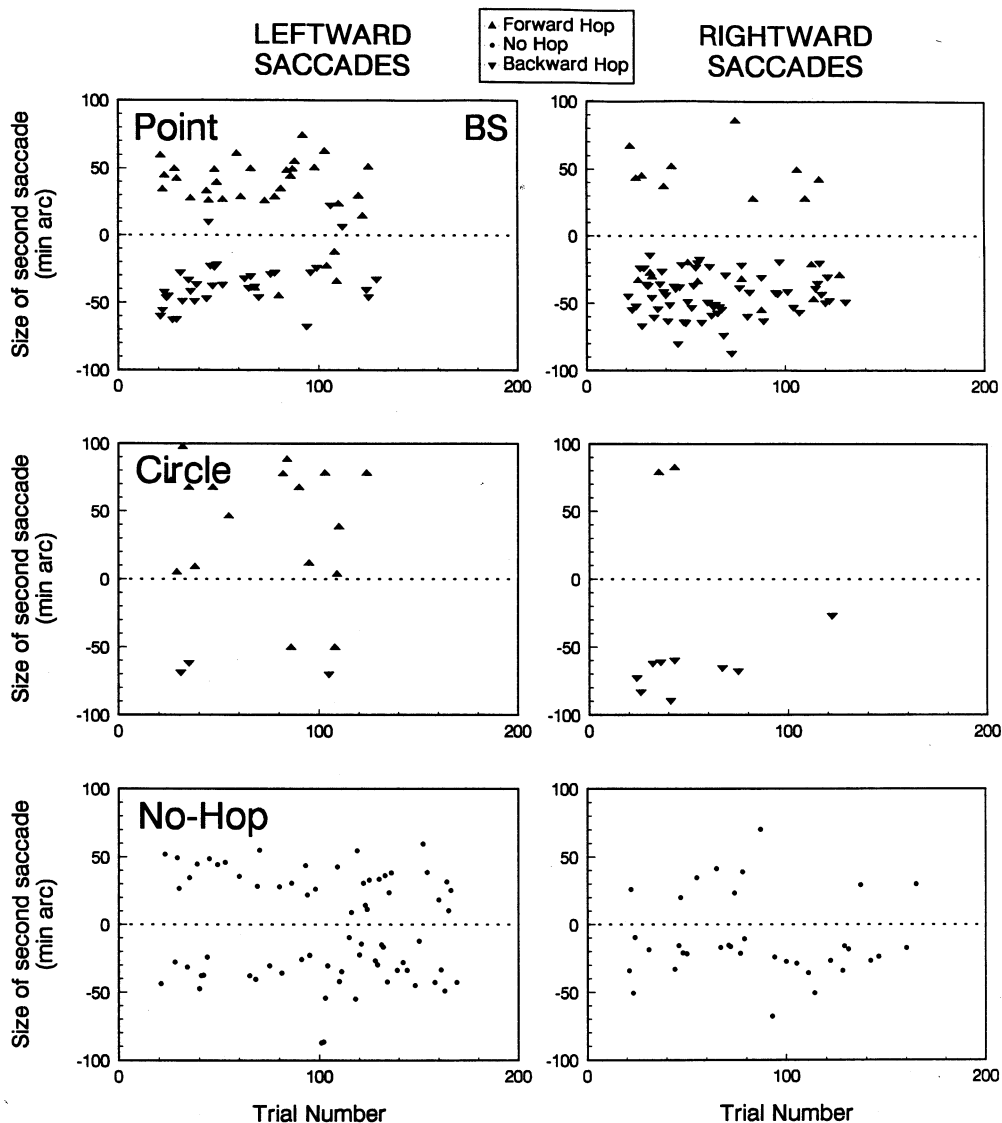 LEFTWARD
SACCADES
▲ Forward Hop
• No Hop
▼ Backward Hop
RIGHTWARD
SACCADES
Size of second saccade
(min arc)
100
50
0
-50
-100
Point
BS
0
100
200
100
50
0
-50
-100
0
100
200
Size of second saccade
(min arc)
100
50
0
-50
-100
Circle
0
100
200
100
50
0
-50
-100
0
100
200
Size of second saccade
(min arc)
100
50
0
-50
-100
No-Hop
0
100
200
Trial Number
100
50
0
-50
-100
0
100
200
Trial Number